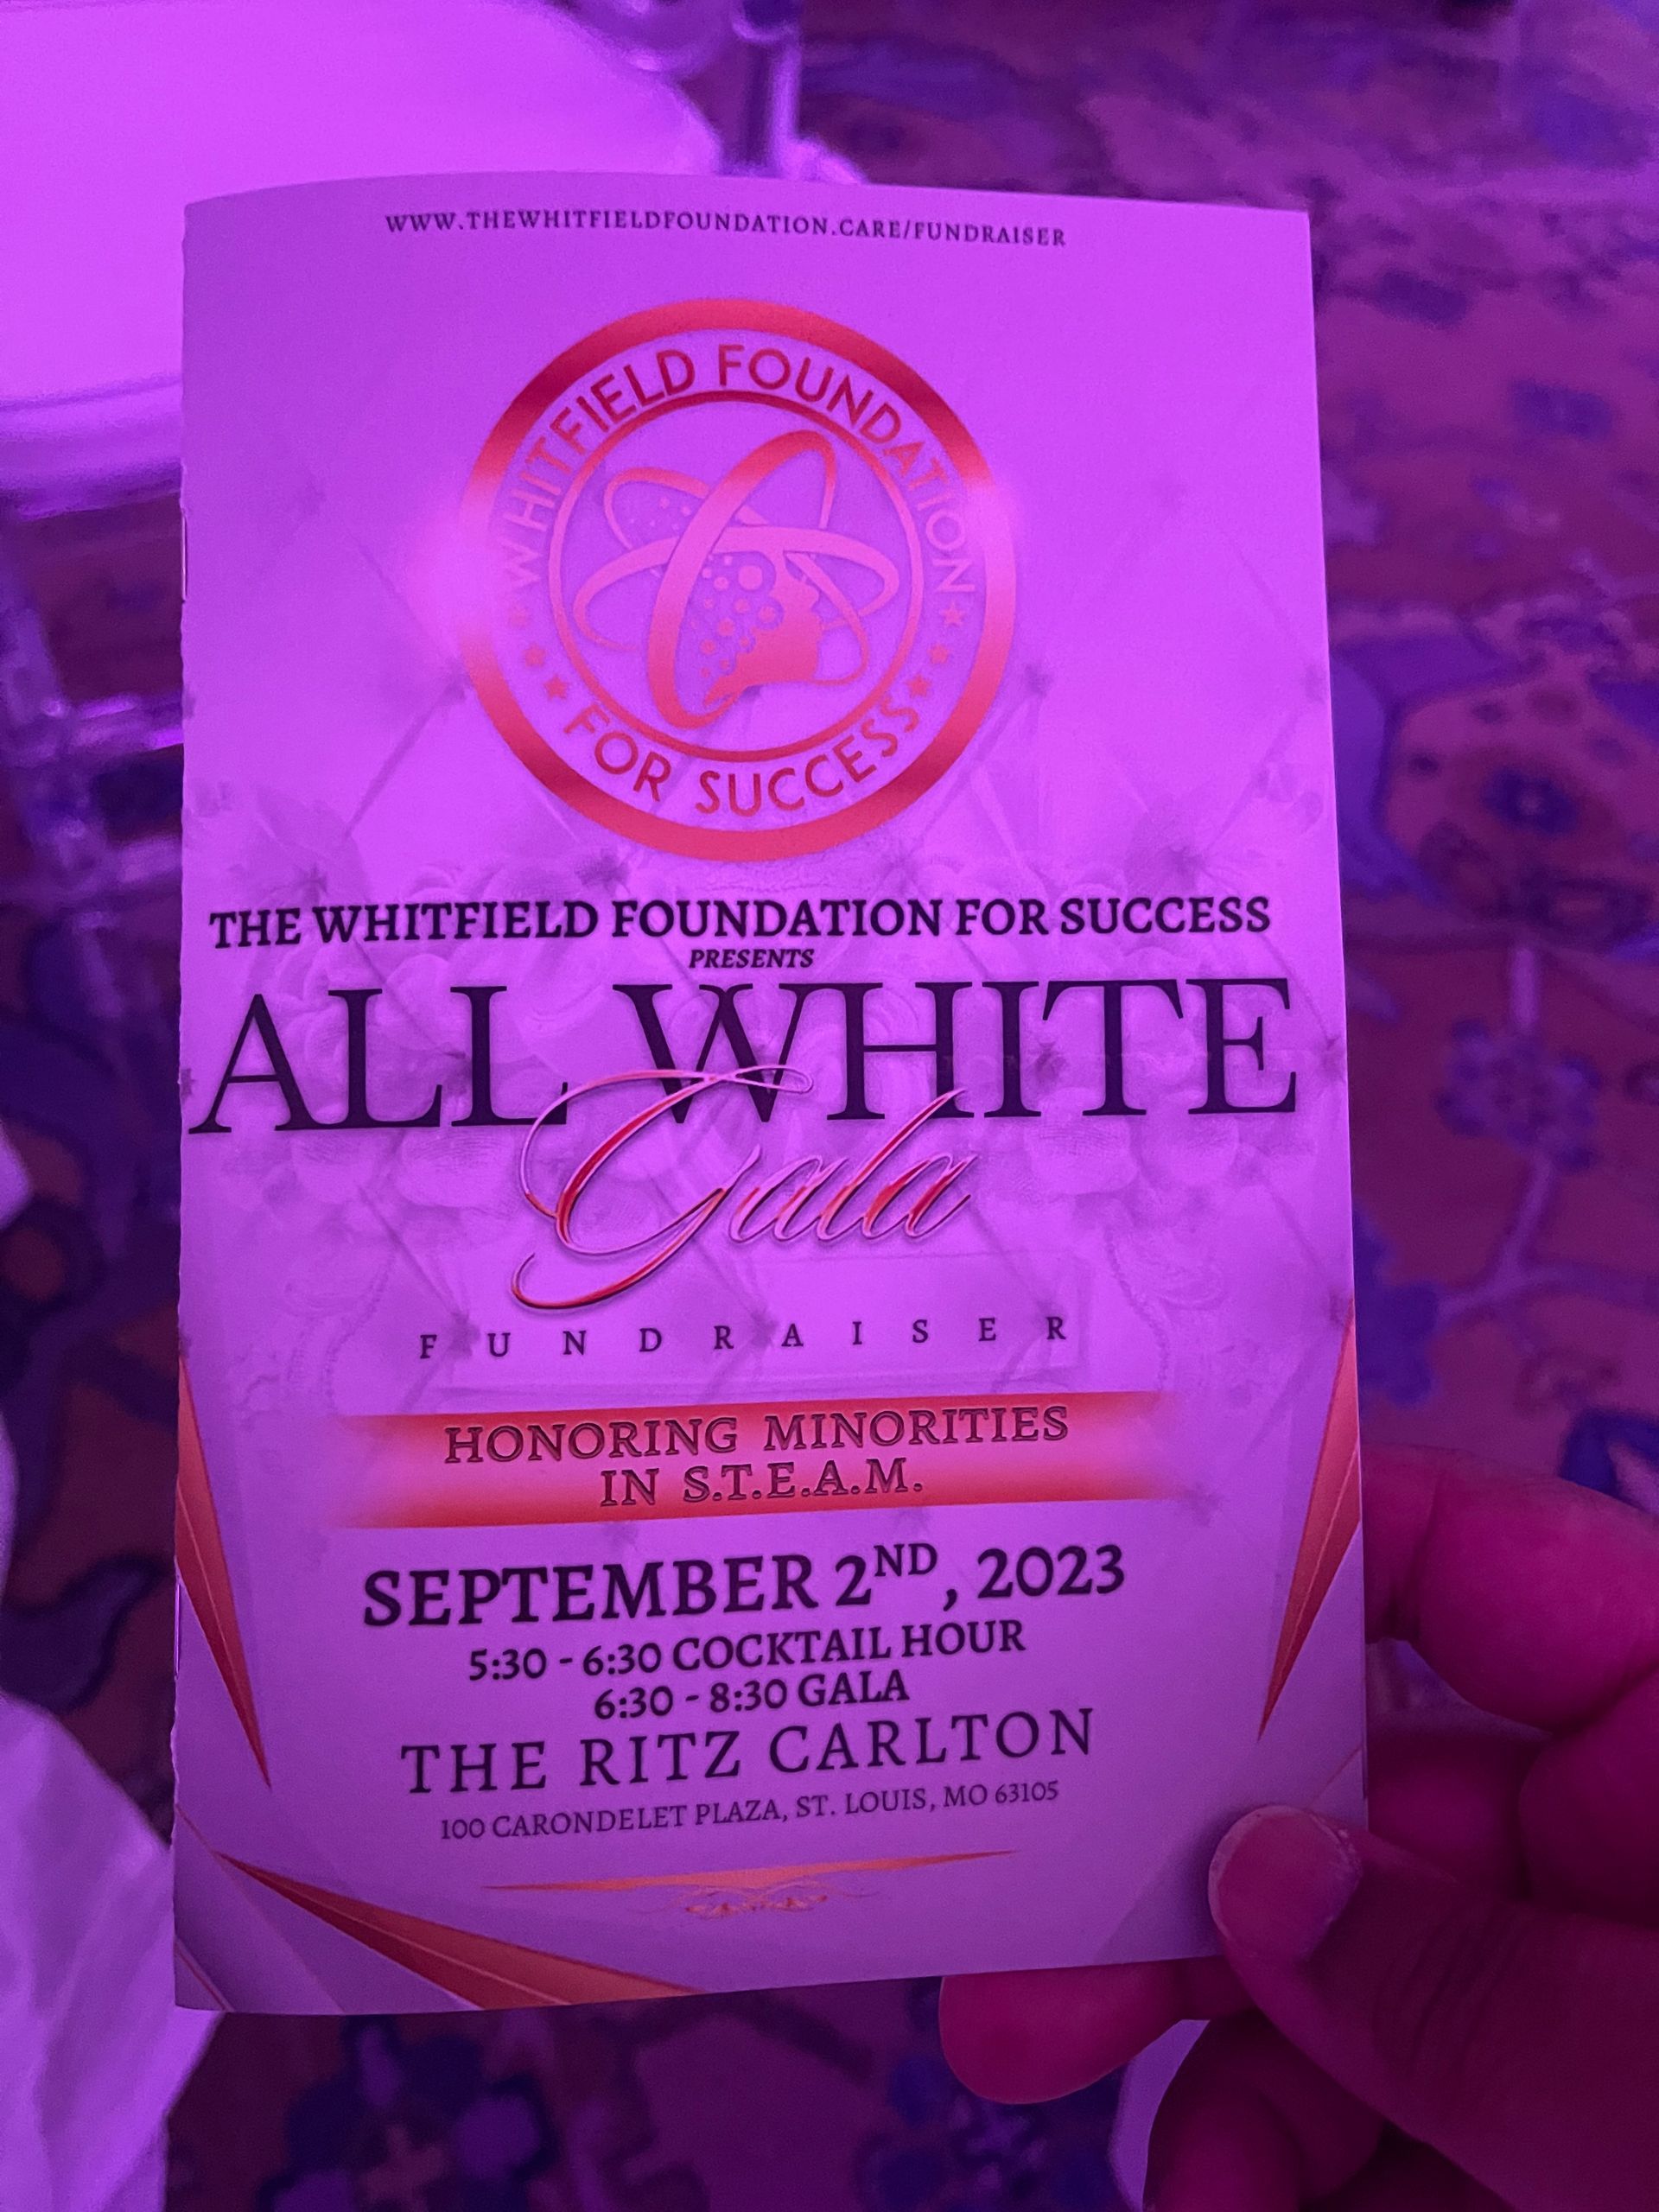 WWW.THEWHITFIELDFOUNDATION.CARE/FUNDRAISER
WHITFIELD FOUNDATION
FOR SUCCESS
THE WHITFIELD FOUNDATION FOR SUCCESS
PRESENTS
ALL WHITE
Gala
FUNDRAISER
HONORING MINORITIES
IN S.T.E.A.M.
SEPTEMBER 2ND, 2023
5:30 - 6:30 COCKTAIL HOUR
6:30 - 8:30 GALA
THE RITZ CARLTON
100 CARONDELET PLAZA, ST. LOUIS, MO 63105